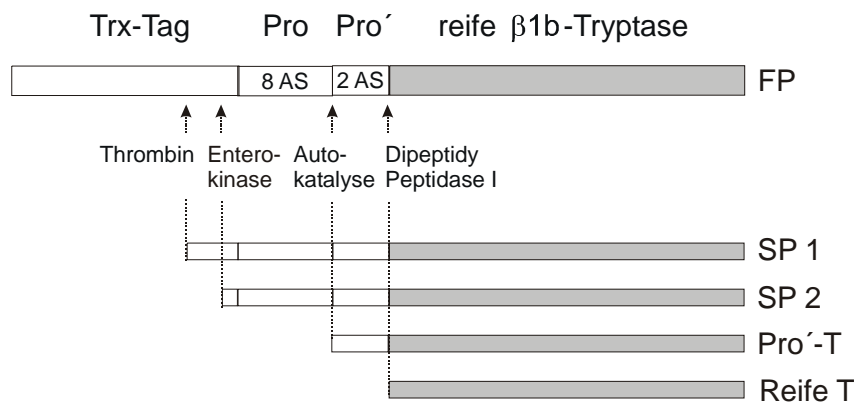 Trx-Tag Pro Pro´ reife β1b-Tryptase
8 AS 2 AS FP
Thrombin Entero- Auto- Dipeptidy
kinase katalyse Peptidase I
SP 1
SP 2
Pro´-T
Reife T